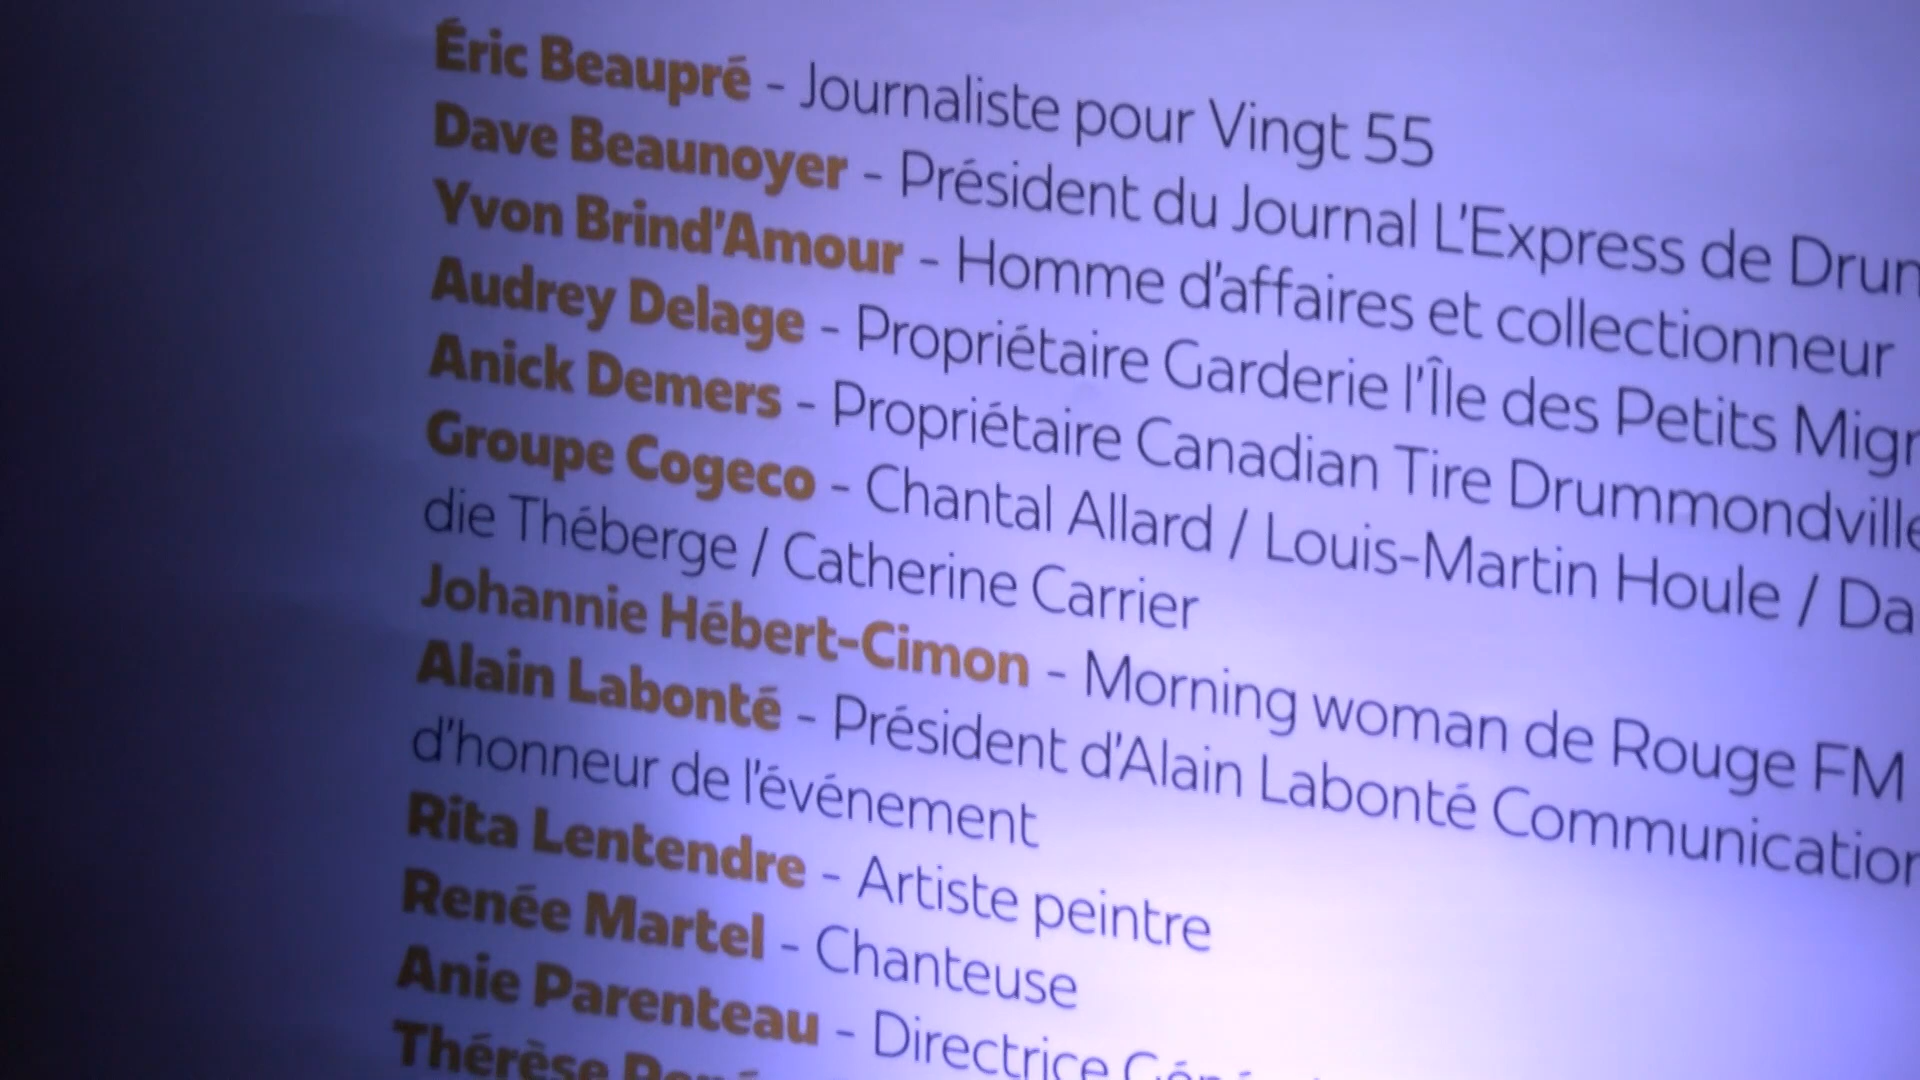 Éric Beaupré - Journaliste pour Vingt 55
Dave Beaunoyer - Président du Journal L'Express de
Yvon Brind'Amour - Homme d'affaires et collectionneur
Audrey Delage - Propriétaire Garderie l'Île des Petits
Anick Demers - Propriétaire Canadian Tire Drummondville
Groupe Cogeco - Chantal Allard / Louis-Martin Houle / Da
die Théberge / Catherine Carrier
Johannie Hébert-Cimon - Morning woman de Rouge FM
Alain Labonté - Président d'Alain Labonté Communication
d'honneur de l'événement
Rita Lentendre - Artiste peintre
Renée Martel - Chanteuse
Anie Parenteau - Directrice
Thérèse